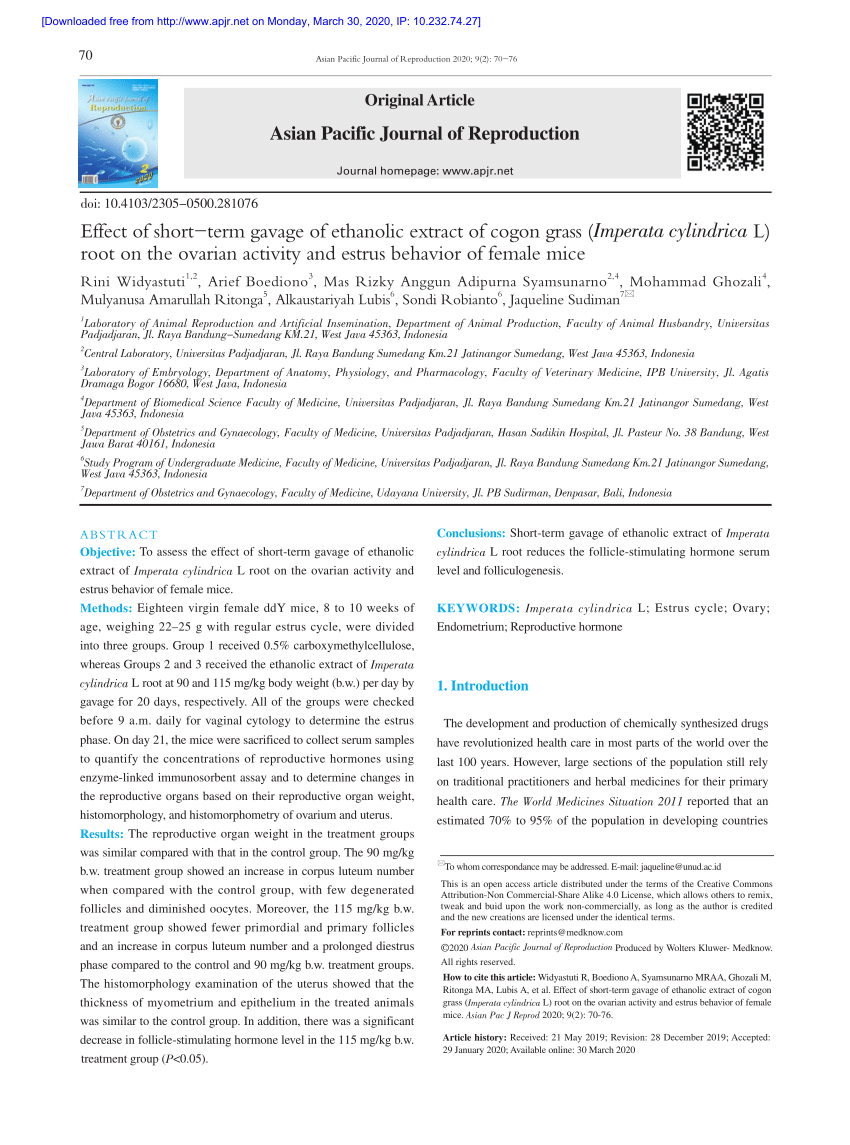 [Downloaded free from http://www.apjr.net on Monday, March 30, 2020, IP: 10.232.74.27]
70
Asian Pacific Journal of Reproduction 2020; 9(2): 70-76
Asian Pacific Journal of
Reproduction
2
2020
Original Article
Asian Pacific Journal of Reproduction
Journal homepage: www.apjr.net
doi: 10.4103/2305-0500.281076
Effect of short-term gavage of ethanolic extract of cogon grass (Imperata cylindrica L)
root on the ovarian activity and estrus behavior of female mice
Rini Widyastuti1,2, Arief Boediono3, Mas Rizky Anggun Adipurna Syamsunarno2,4, Mohammad Ghozali4,
Mulyanusa Amarullah Ritonga5, Alkaustariyah Lubis6, Sondi Robianto6, Jaqueline Sudiman7✉
1Laboratory of Animal Reproduction and Artificial Insemination, Department of Animal Production, Faculty of Animal Husbandry, Universitas
Padjadjaran, Jl. Raya Bandung-Sumedang KM.21, West Java 45363, Indonesia
2Central Laboratory, Universitas Padjadjaran, Jl. Raya Bandung Sumedang Km.21 Jatinangor Sumedang, West Java 45363, Indonesia
3Laboratory of Embryology, Department of Anatomy, Physiology, and Pharmacology, Faculty of Veterinary Medicine, IPB University, Jl. Agatis
Dramaga Bogor 16680, West Java, Indonesia
4Department of Biomedical Science Faculty of Medicine, Universitas Padjadjaran, Jl. Raya Bandung Sumedang Km.21 Jatinangor Sumedang, West
Java 45363, Indonesia
5Department of Obstetrics and Gynaecology, Faculty of Medicine, Universitas Padjadjaran, Hasan Sadikin Hospital, Jl. Pasteur No. 38 Bandung, West
Jawa Barat 40161, Indonesia
6Study Program of Undergraduate Medicine, Faculty of Medicine, Universitas Padjadjaran, Jl. Raya Bandung Sumedang Km.21 Jatinangor Sumedang,
West Java 45363, Indonesia
7Department of Obstetrics and Gynaecology, Faculty of Medicine, Udayana University, Jl. PB Sudirman, Denpasar, Bali, Indonesia
ABSTRACT
Objective: To assess the effect of short-term gavage of ethanolic
extract of Imperata cylindrica L root on the ovarian activity and
estrus behavior of female mice.
Methods: Eighteen virgin female ddY mice, 8 to 10 weeks of
age, weighing 22-25 g with regular estrus cycle, were divided
into three groups. Group 1 received 0.5% carboxymethylcellulose,
whereas Groups 2 and 3 received the ethanolic extract of Imperata
cylindrica L root at 90 and 115 mg/kg body weight (b.w.) per day by
gavage for 20 days, respectively. All of the groups were checked
before 9 a.m. daily for vaginal cytology to determine the estrus
phase. On day 21, the mice were sacrificed to collect serum samples
to quantify the concentrations of reproductive hormones using
enzyme-linked immunosorbent assay and to determine changes in
the reproductive organs based on their reproductive organ weight,
histomorphology, and histomorphometry of ovarium and uterus.
Results: The reproductive organ weight in the treatment groups
was similar compared with that in the control group. The 90 mg/kg
b.w. treatment group showed an increase in corpus luteum number
when compared with the control group, with few degenerated
follicles and diminished oocytes. Moreover, the 115 mg/kg b.w.
treatment group showed fewer primordial and primary follicles
and an increase in corpus luteum number and a prolonged diestrus
phase compared to the control and 90 mg/kg b.w. treatment groups.
The histomorphology examination of the uterus showed that the
thickness of myometrium and epithelium in the treated animals
was similar to the control group. In addition, there was a significant
decrease in follicle-stimulating hormone level in the 115 mg/kg b.w.
treatment group (P<0.05).
Conclusions: Short-term gavage of ethanolic extract of Imperata
cylindrica L root reduces the follicle-stimulating hormone serum
level and folliculogenesis.
KEYWORDS: Imperata cylindrica L; Estrus cycle; Ovary;
Endometrium; Reproductive hormone
1. Introduction
The development and production of chemically synthesized drugs
have revolutionized health care in most parts of the world over the
last 100 years. However, large sections of the population still rely
on traditional practitioners and herbal medicines for their primary
health care. The World Medicines Situation 2011 reported that an
estimated 70% to 95% of the population in developing countries
✉To whom correspondance may be addressed. E-mail: jaqueline@unud.ac.id
This is an open access article distributed under the terms of the Creative Commons
Attribution-Non Commercial-Share Alike 4.0 License, which allows others to remix,
tweak and buid upon the work non-commercially, as long as the author is credited
and the new creations are licensed under the identical terms.
For reprints contact: reprints@medknow.com
©2020 Asian Pacific Journal of Reproduction Produced by Wolters Kluwer- Medknow.
All rights reserved.
How to cite this article: Widyastuti R, Boediono A, Syamsunarno MRAA, Ghozali M,
Ritonga MA, Lubis A, et al. Effect of short-term gavage of ethanolic extract of cogon
grass (Imperata cylindrica L) root on the ovarian activity and estrus behavior of female
mice. Asian Pac J Reprod 2020; 9(2): 70-76.
Article history: Received: 21 May 2019; Revision: 28 December 2019; Accepted:
29 January 2020; Available online: 30 March 2020